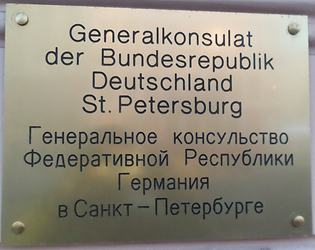 Generalkonsulat
der Bundesrepublik
Deutschland
St. Petersburg
Генеральное консульство
Федеративной Республики
Германия
в Санкт – Петербурге